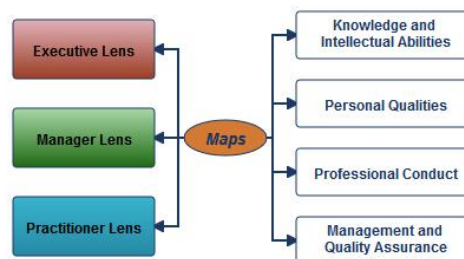 Executive Lens
Manager Lens
Practitioner Lens
Maps
Knowledge and
Intellectual Abilities
Personal Qualities
Professional Conduct
Management and
Quality Assurance